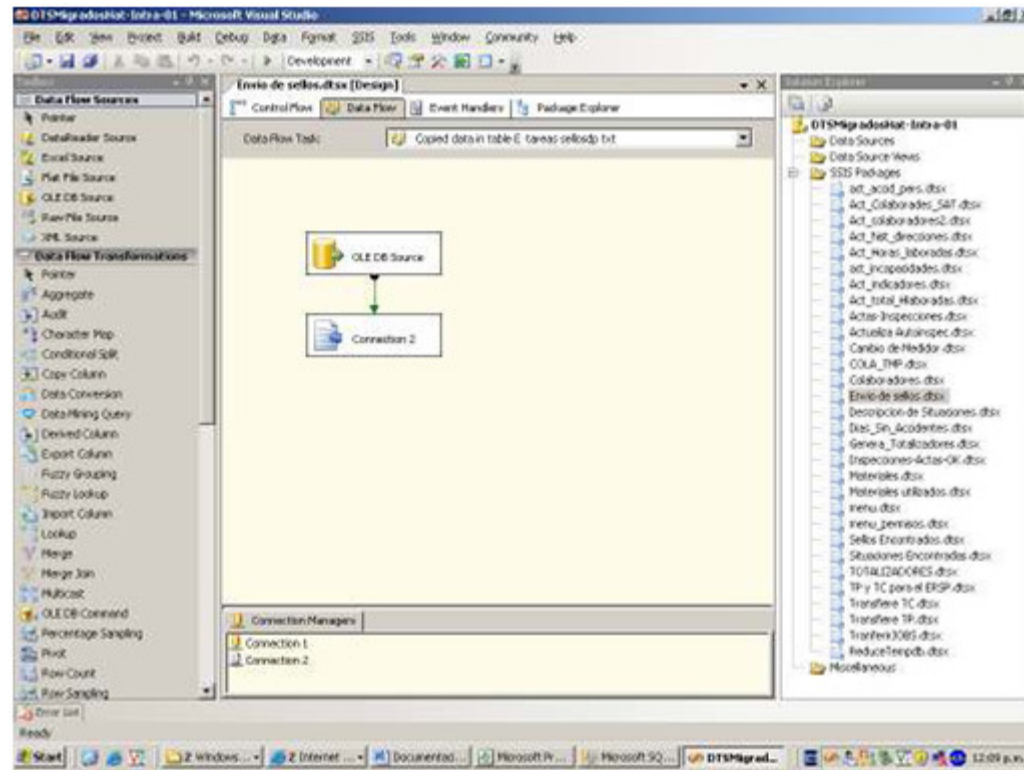 DTSMigradosNat-Intra-01 - Microsoft Visual Studio
File Edit View Project Build Debug Data Format SSIS Tools Window Community Help
Development
Toolbox
Data Flow Sources
Pointer
DataReader Source
Excel Source
Flat File Source
OLE DB Source
Raw File Source
XML Source
Data Flow Transformations
Pointer
Aggregate
Audit
Character Map
Conditional Split
Copy Column
Data Conversion
Data Mining Query
Derived Column
Export Column
Fuzzy Grouping
Fuzzy Lookup
Import Column
Lookup
Merge
Merge Join
Multicast
OLE DB Command
Percentage Sampling
Pivot
Row Count
Row Sampling
Envio de sellos.dtsx [Design]
Control Flow Data Flow Event Handlers Package Explorer
Data Flow Task: Copied data in table E tareas sellosdp txt
OLE DB Source
Connection 2
Connection Managers
Connection 1
Connection 2
Solution Explorer
DTSMigradosNat-Intra-01
Data Sources
Data Source Views
SSIS Packages
act_acod_pers.dtsx
Act_Colaborades_SAT.dtsx
Act_colaboradores2.dtsx
Act_hist_direcciones.dtsx
Act_Horas_laboradas.dtsx
act_incapacidades.dtsx
Act_indicadores.dtsx
Act_total_Hlaboradas.dtsx
Actas-Inspecciones.dtsx
Actualiza Autoinspec.dtsx
Cambio de Medidor.dtsx
COLA_TMP.dtsx
Colaboradores.dtsx
Envio de sellos.dtsx
Descripcion de Situaciones.dtsx
Dias_Sin_Accidentes.dtsx
Genera_Totalizadores.dtsx
Inspecciones-Actas-OK.dtsx
Materiales.dtsx
Materiales utilizados.dtsx
menu.dtsx
menu_permisos.dtsx
Sellos Encontrados.dtsx
Situaciones Encontradas.dtsx
TOTALIZADORES.dtsx
TP y TC para el ERSP.dtsx
Transfiere TC.dtsx
Transfiere TP.dtsx
TranferirJOBS.dtsx
ReduceTempdb.dtsx
Miscellaneous
Error List
Ready
Start 2 Windows... 2 Internet ... Documentad... Microsoft Pr... Microsoft SQ... DTSMigrad... 12:09 p.m.